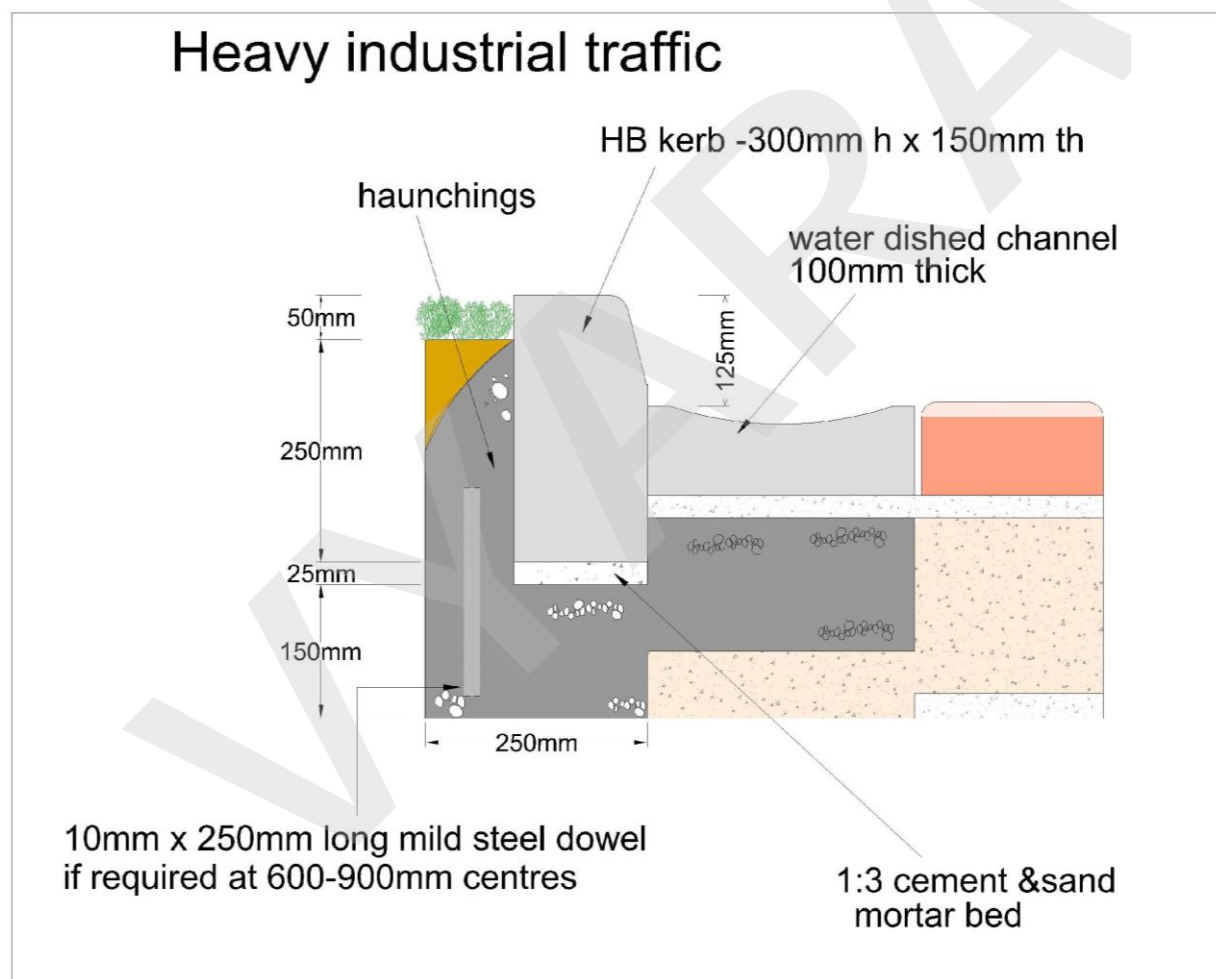 Heavy industrial traffic
HB kerb -300mm h x 150mm th
haunchings
water dished channel
100mm thick
50mm
125mm
250mm
25mm
150mm
250mm
10mm x 250mm long mild steel dowel
if required at 600-900mm centres
1:3 cement &sand
mortar bed
VYARA